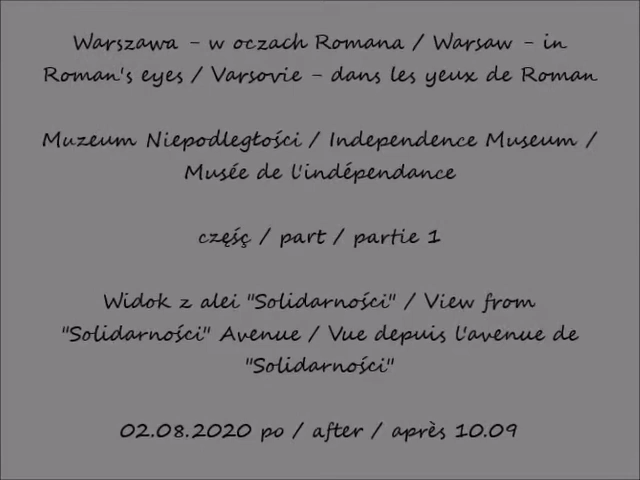 Warszawa - w oczach Romana / Warsaw - in
Roman's eyes / Varsovie - dans les yeux de Roman
Muzeum Niepodległości / Independence Museum /
Musée de l'indépendance
częśç / part / partie 1
Widok z alei "Solidarności" / View from
"Solidarności" Avenue / Vue depuis l'avenue de
"Solidarności"
02.08.2020 po / after / après 10.09